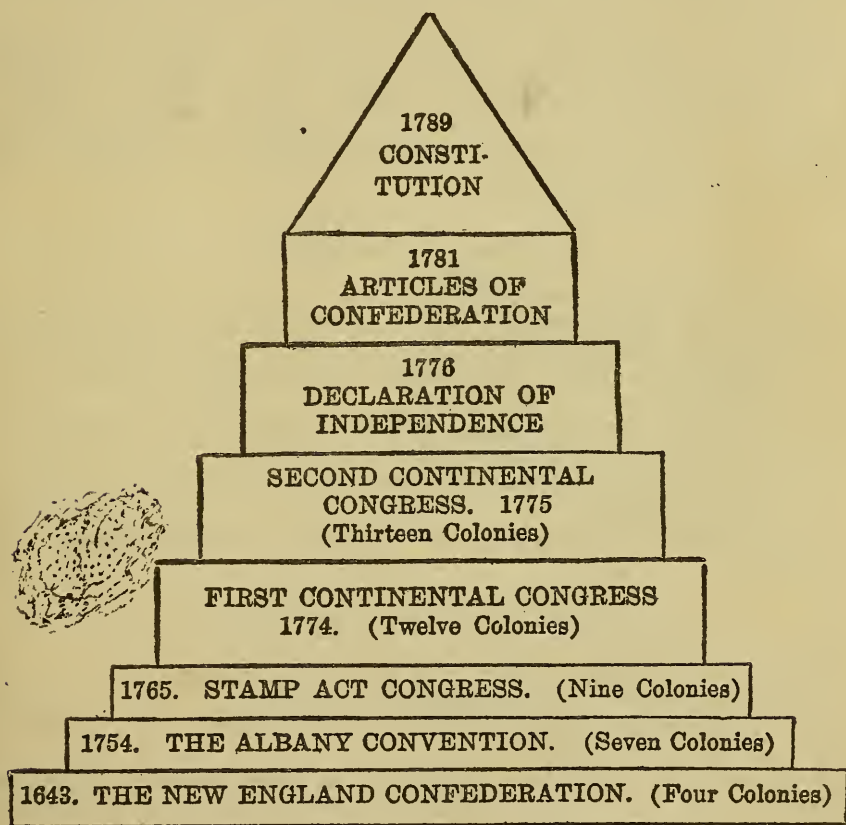 1789
CONSTI-
TUTION
1781
ARTICLES OF
CONFEDERATION
1776
DECLARATION OF
INDEPENDENCE
SECOND CONTINENTAL
CONGRESS. 1775
(Thirteen Colonies)
FIRST CONTINENTAL CONGRESS
1774. (Twelve Colonies)
1765. STAMP ACT CONGRESS. (Nine Colonies)
1754. THE ALBANY CONVENTION. (Seven Colonies)
1643. THE NEW ENGLAND CONFEDERATION. (Four Colonies)